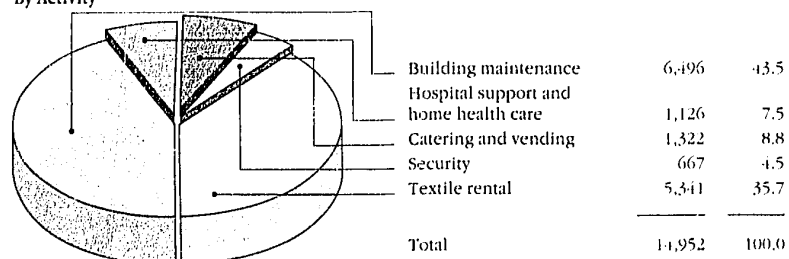 By Activity
Building maintenance 6,496 43.5
Hospital support and
home health care 1,126 7.5
Catering and vending 1,322 8.8
Security 667 4.5
Textile rental 5,341 35.7
Total 14,952 100.0